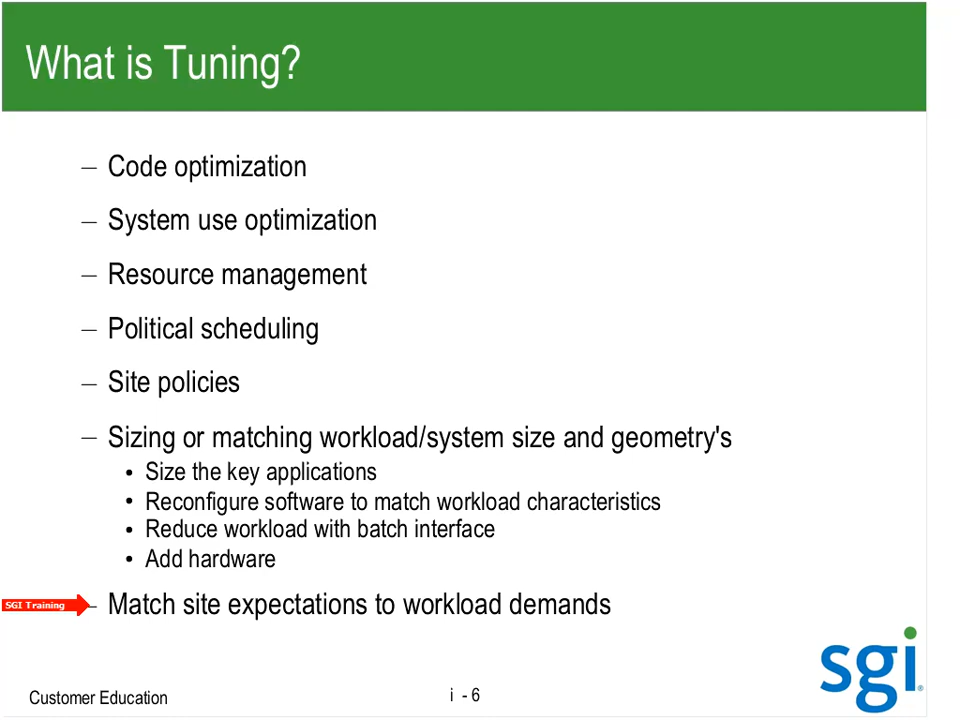 What is Tuning?
– Code optimization
– System use optimization
– Resource management
– Political scheduling
– Site policies
– Sizing or matching workload/system size and geometry's
• Size the key applications
• Reconfigure software to match workload characteristics
• Reduce workload with batch interface
• Add hardware
SGI Training
– Match site expectations to workload demands
sgi®
Customer Education
i - 6